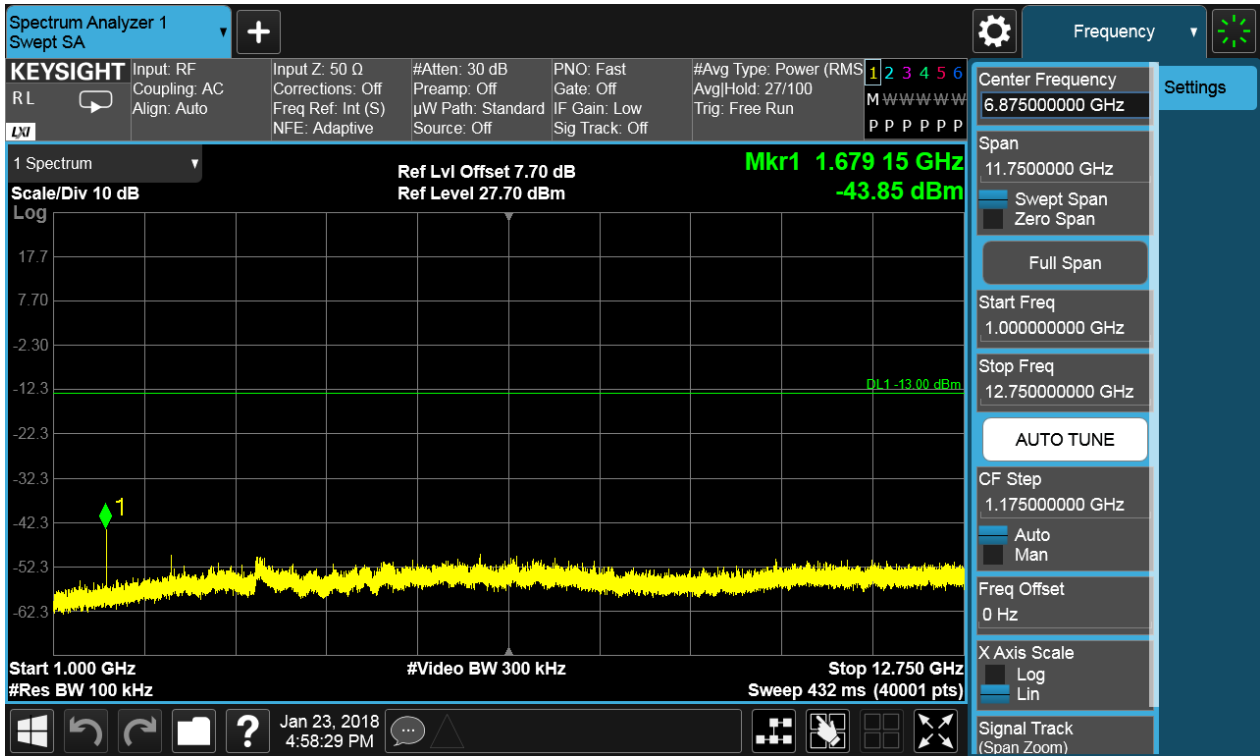 Spectrum Analyzer 1
Swept SA
+
Frequency
KEYSIGHT
RL
LXI
Input: RF
Coupling: AC
Align: Auto
Input Z: 50 Ω
Corrections: Off
Freq Ref: Int (S)
NFE: Adaptive
#Atten: 30 dB
Preamp: Off
µW Path: Standard
Source: Off
PNO: Fast
Gate: Off
IF Gain: Low
Sig Track: Off
#Avg Type: Power (RMS
Avg|Hold: 27/100
Trig: Free Run
1 2 3 4 5 6
M W W W W W
P P P P P P
1 Spectrum
Scale/Div 10 dB
Log
Ref Lvl Offset 7.70 dB
Ref Level 27.70 dBm
Mkr1 1.679 15 GHz
-43.85 dBm
17.7
7.70
-2.30
-12.3
-22.3
-32.3
-42.3
-52.3
-62.3
DL1 -13.00 dBm
1
Start 1.000 GHz
#Res BW 100 kHz
#Video BW 300 kHz
Stop 12.750 GHz
Sweep 432 ms (40001 pts)
Center Frequency
6.875000000 GHz
Span
11.7500000 GHz
Swept Span
Zero Span
Full Span
Start Freq
1.000000000 GHz
Stop Freq
12.750000000 GHz
AUTO TUNE
CF Step
1.175000000 GHz
Auto
Man
Freq Offset
0 Hz
X Axis Scale
Log
Lin
Signal Track
(Span Zoom)
Settings
?
Jan 23, 2018
4:58:29 PM